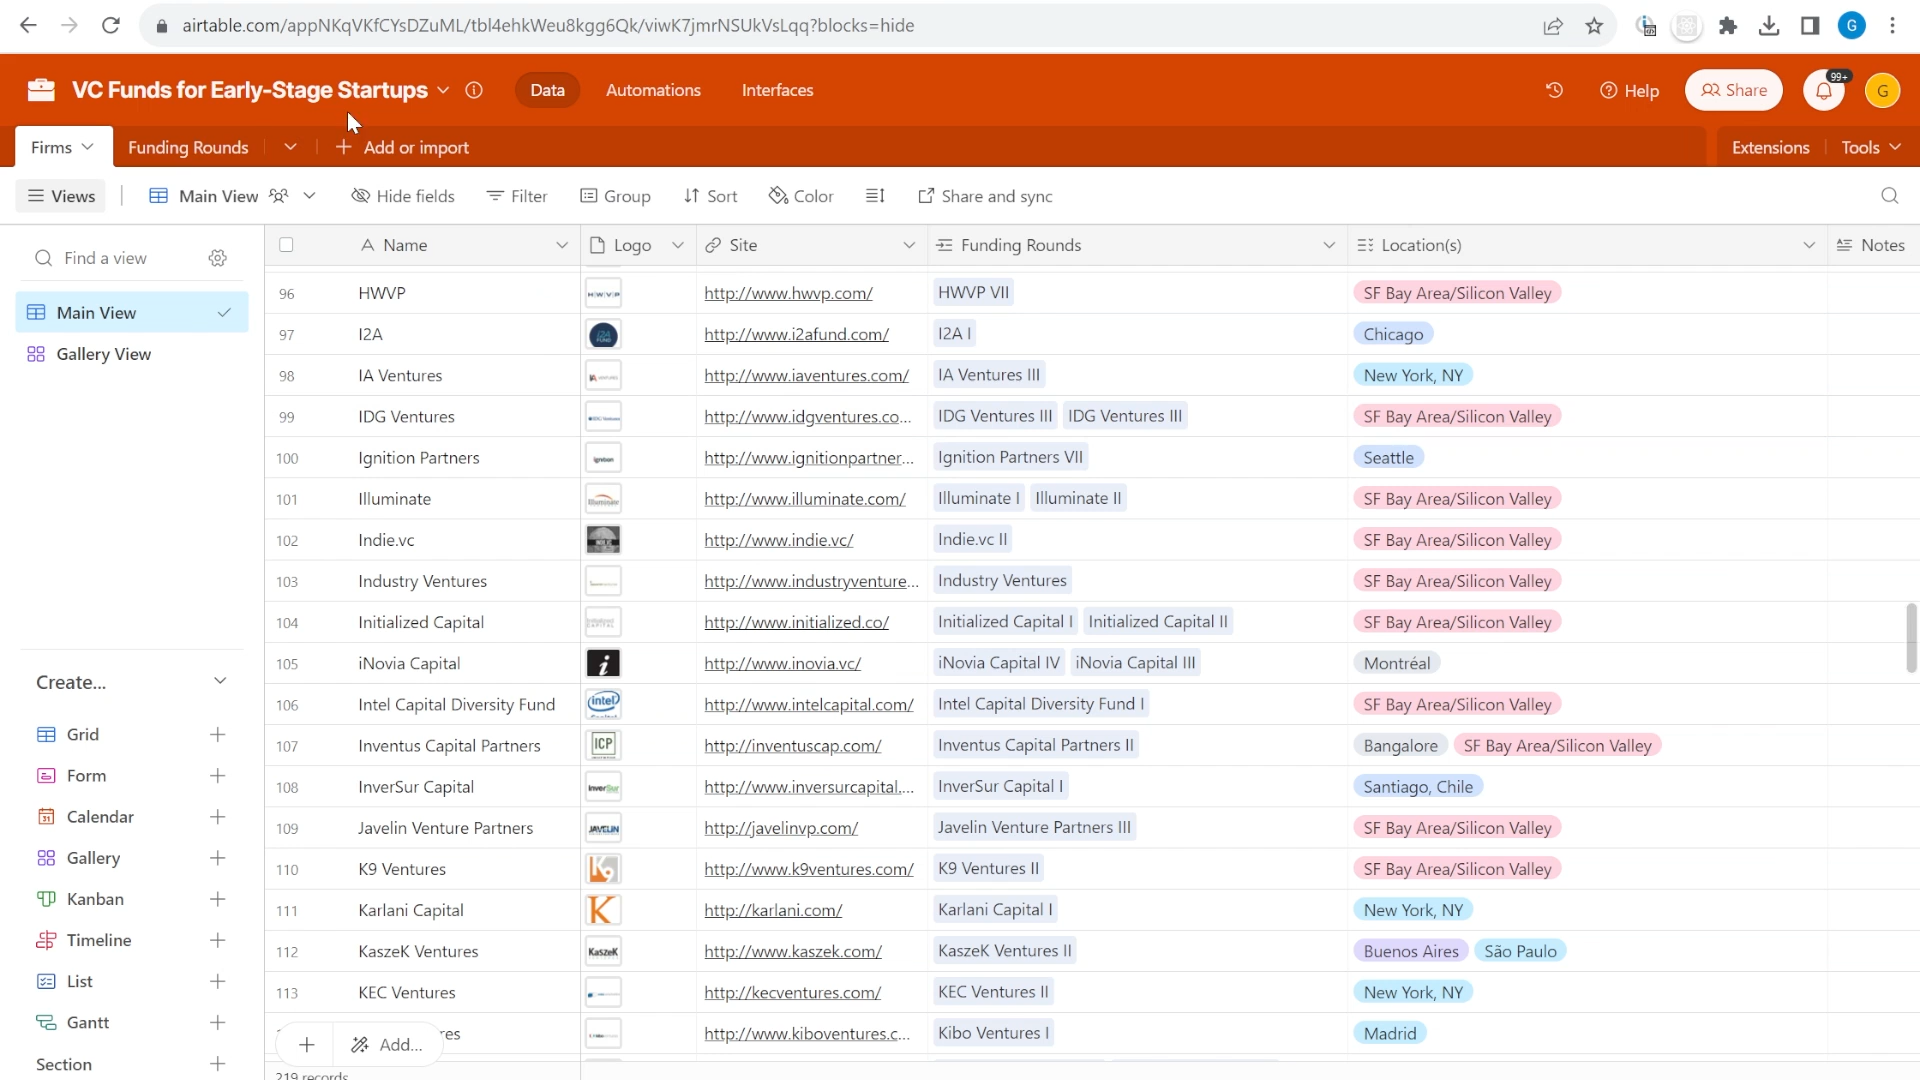 airtable.com/appNKqVKfCYsDZuML/tbl4ehkWeu8kgg6Qk/viwK7jmrNSUkVsLqq?blocks=hide
G
VC Funds for Early-Stage Startups
Data
Automations
Interfaces
Help
Share
99+
G
Firms
Funding Rounds
Add or import
Extensions
Tools
Views
Main View
Hide fields
Filter
Group
Sort
Color
Share and sync
Find a view
Main View
Gallery View
Create...
Grid
Form
Calendar
Gallery
Kanban
Timeline
List
Gantt
Section
Name Logo Site Funding Rounds Location(s) Notes
96 HWVP HWVP http://www.hwvp.com/ HWVP VII SF Bay Area/Silicon Valley
97 I2A I2A FUND http://www.i2afund.com/ I2A I Chicago
98 IA Ventures http://www.iaventures.com/ IA Ventures III New York, NY
99 IDG Ventures http://www.idgventures.co... IDG Ventures III IDG Ventures III SF Bay Area/Silicon Valley
100 Ignition Partners ignition http://www.ignitionpartner... Ignition Partners VII Seattle
101 Illuminate Illuminate http://www.illuminate.com/ Illuminate I Illuminate II SF Bay Area/Silicon Valley
102 Indie.vc http://www.indie.vc/ Indie.vc II SF Bay Area/Silicon Valley
103 Industry Ventures http://www.industryventure... Industry Ventures SF Bay Area/Silicon Valley
104 Initialized Capital http://www.initialized.co/ Initialized Capital I Initialized Capital II SF Bay Area/Silicon Valley
105 iNovia Capital i http://www.inovia.vc/ iNovia Capital IV iNovia Capital III Montréal
106 Intel Capital Diversity Fund intel http://www.intelcapital.com/ Intel Capital Diversity Fund I SF Bay Area/Silicon Valley
107 Inventus Capital Partners ICP http://inventuscap.com/ Inventus Capital Partners II Bangalore SF Bay Area/Silicon Valley
108 InverSur Capital InverSur http://www.inversurcapital.... InverSur Capital I Santiago, Chile
109 Javelin Venture Partners JAVELIN http://javelinvp.com/ Javelin Venture Partners III SF Bay Area/Silicon Valley
110 K9 Ventures K9 http://www.k9ventures.com/ K9 Ventures II SF Bay Area/Silicon Valley
111 Karlani Capital K http://karlani.com/ Karlani Capital I New York, NY
112 KaszeK Ventures KaszeK http://www.kaszek.com/ KaszeK Ventures II Buenos Aires São Paulo
113 KEC Ventures http://kecventures.com/ KEC Ventures II New York, NY
Add... res http://www.kiboventures.c... Kibo Ventures I Madrid
219 records